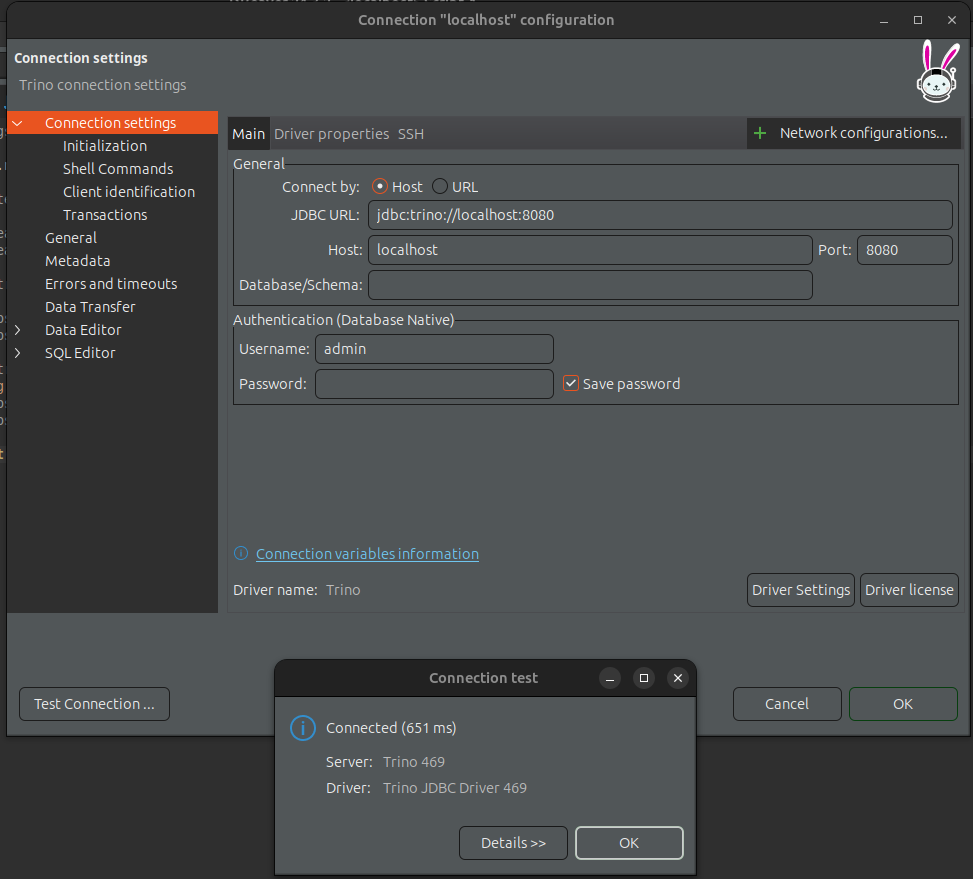 Connection "localhost" configuration
Connection settings
Trino connection settings
Connection settings
Initialization
Shell Commands
Client identification
Transactions
General
Metadata
Errors and timeouts
Data Transfer
Data Editor
SQL Editor
Main Driver properties SSH
Network configurations...
General
Connect by: Host URL
JDBC URL: jdbc:trino://localhost:8080
Host: localhost Port: 8080
Database/Schema:
Authentication (Database Native)
Username: admin
Password: Save password
Connection variables information
Driver name: Trino
Driver Settings Driver license
Test Connection ...
Cancel OK
Connection test
Connected (651 ms)
Server: Trino 469
Driver: Trino JDBC Driver 469
Details >> OK